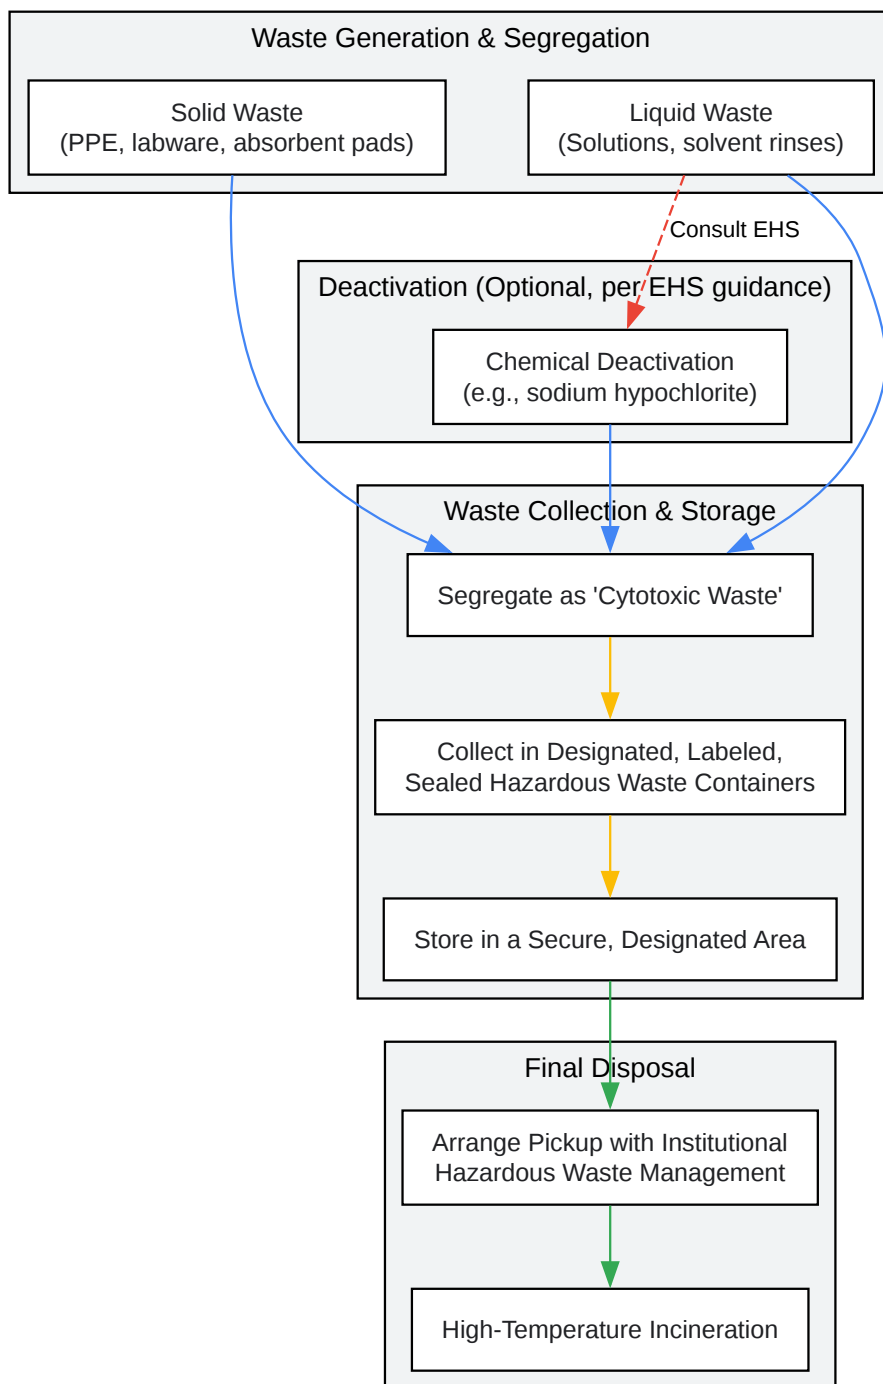 Waste Generation & Segregation
Solid Waste
(PPE, labware, absorbent pads)
Liquid Waste
(Solutions, solvent rinses)
Consult EHS
Deactivation (Optional, per EHS guidance)
Chemical Deactivation
(e.g., sodium hypochlorite)
Waste Collection & Storage
Segregate as 'Cytotoxic Waste'
Collect in Designated, Labeled,
Sealed Hazardous Waste Containers
Store in a Secure, Designated Area
Final Disposal
Arrange Pickup with Institutional
Hazardous Waste Management
High-Temperature Incineration